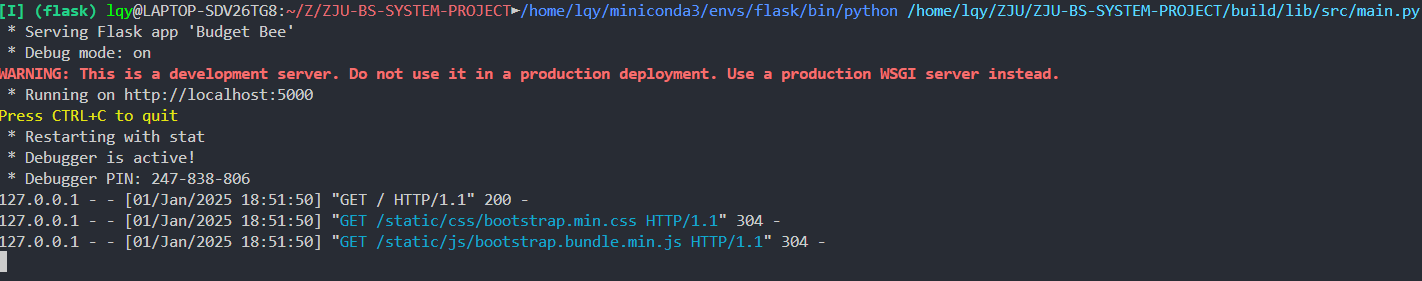 [I] (flask) lqy@LAPTOP-SDV26TG8:~/Z/ZJU-BS-SYSTEM-PROJECT►/home/lqy/miniconda3/envs/flask/bin/python /home/lqy/ZJU/ZJU-BS-SYSTEM-PROJECT/build/lib/src/main.py
* Serving Flask app 'Budget Bee'
* Debug mode: on
WARNING: This is a development server. Do not use it in a production deployment. Use a production WSGI server instead.
* Running on http://localhost:5000
Press CTRL+C to quit
* Restarting with stat
* Debugger is active!
* Debugger PIN: 247-838-806
127.0.0.1 - - [01/Jan/2025 18:51:50] "GET / HTTP/1.1" 200 -
127.0.0.1 - - [01/Jan/2025 18:51:50] "GET /static/css/bootstrap.min.css HTTP/1.1" 304 -
127.0.0.1 - - [01/Jan/2025 18:51:50] "GET /static/js/bootstrap.bundle.min.js HTTP/1.1" 304 -